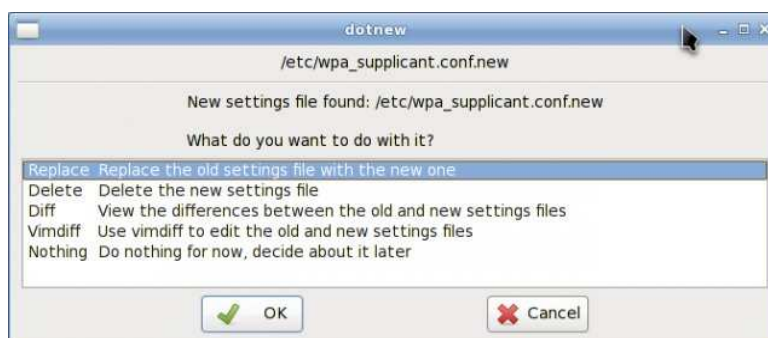 dotnew
/etc/wpa_supplicant.conf.new
New settings file found: /etc/wpa_supplicant.conf.new
What do you want to do with it?
Replace Replace the old settings file with the new one
Delete Delete the new settings file
Diff View the differences between the old and new settings files
Vimdiff Use vimdiff to edit the old and new settings files
Nothing Do nothing for now, decide about it later
OK Cancel